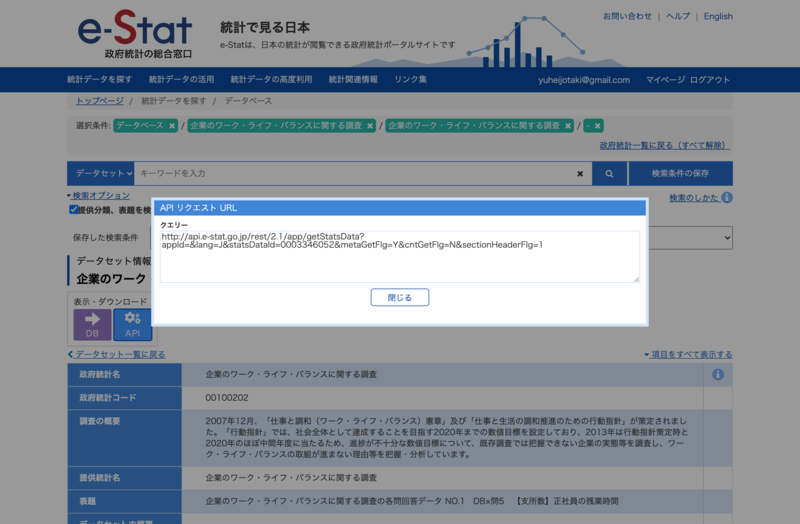 e-Stat
政府統計の総合窓口
統計で見る日本
e-Statは、日本の統計が閲覧できる政府統計ポータルサイトです
お問い合わせ | ヘルプ | English
統計データを探す 統計データの活用 統計データの高度利用 統計関連情報 リンク集 yuheijotaki@gmail.com マイページ ログアウト
トップページ / 統計データを探す / データベース
選択条件: データベース × / 企業のワーク・ライフ・バランスに関する調査 × / 企業のワーク・ライフ・バランスに関する調査 × / - ×
政府統計一覧に戻る（すべて解除）
データセット キーワードを入力 × 検索条件の保存
検索オプション 検索のしかた
提供分類、表題を検
保存した検索条件
API リクエスト URL
クエリー
http://api.e-stat.go.jp/rest/2.1/app/getStatsData?
appId=&lang=J&statsDataId=0003346052&metaGetFlg=Y&cntGetFlg=N&sectionHeaderFlg=1
閉じる
データセット情報
企業のワーク
表示・ダウンロード
DB API
データセット一覧に戻る 項目をすべて表示する
政府統計名 企業のワーク・ライフ・バランスに関する調査
政府統計コード 00100202
調査の概要 2007年12月、「仕事と調和（ワーク・ライフ・バランス）憲章」及び「仕事と生活の調和推進のための行動指針」が策定されまし
た。「行動指針」では、社会全体として達成することを目指す2020年までの数値目標を設定しており、2013年は行動指針策定時と
2020年のほぼ中間年度に当たるため、進捗が不十分な数値目標について、既存調査では把握できない企業の実態等を調査し、ワー
ク・ライフ・バランスの取組が進まない理由等を把握・分析しています。
提供統計名 企業のワーク・ライフ・バランスに関する調査
表題 企業のワーク・ライフ・バランスに関する調査の各問回答データ NO.1 DB×問5 【支所数】正社員の残業時間
データセットの概要